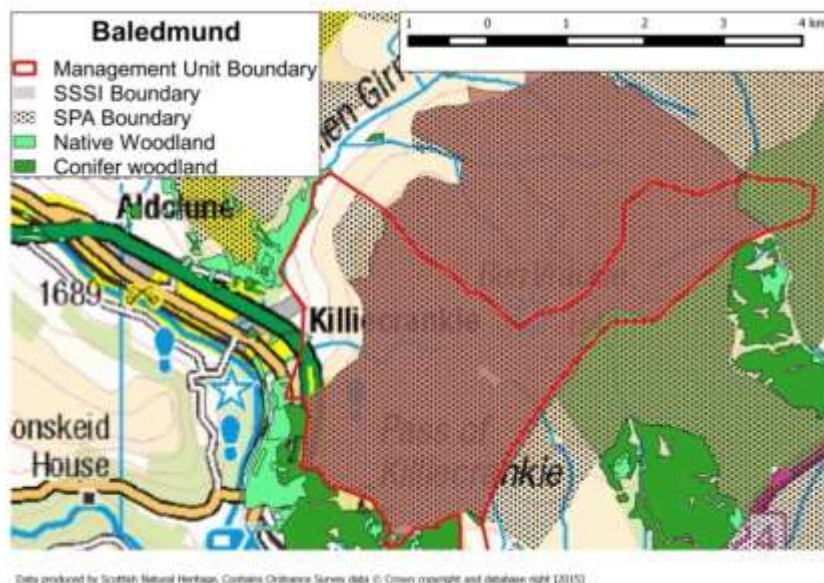 Baledmund
Management Unit Boundary
SSSI Boundary
SPA Boundary
Native Woodland
Conifer woodland
1 0 1 2 3 4 km
Aldclune
1689
Killiecrankie
onskeid
House
Pass of
nkie
Data produced by Scottish Natural Heritage. Contains Ordnance Survey data © Crown copyright and database right [2015]